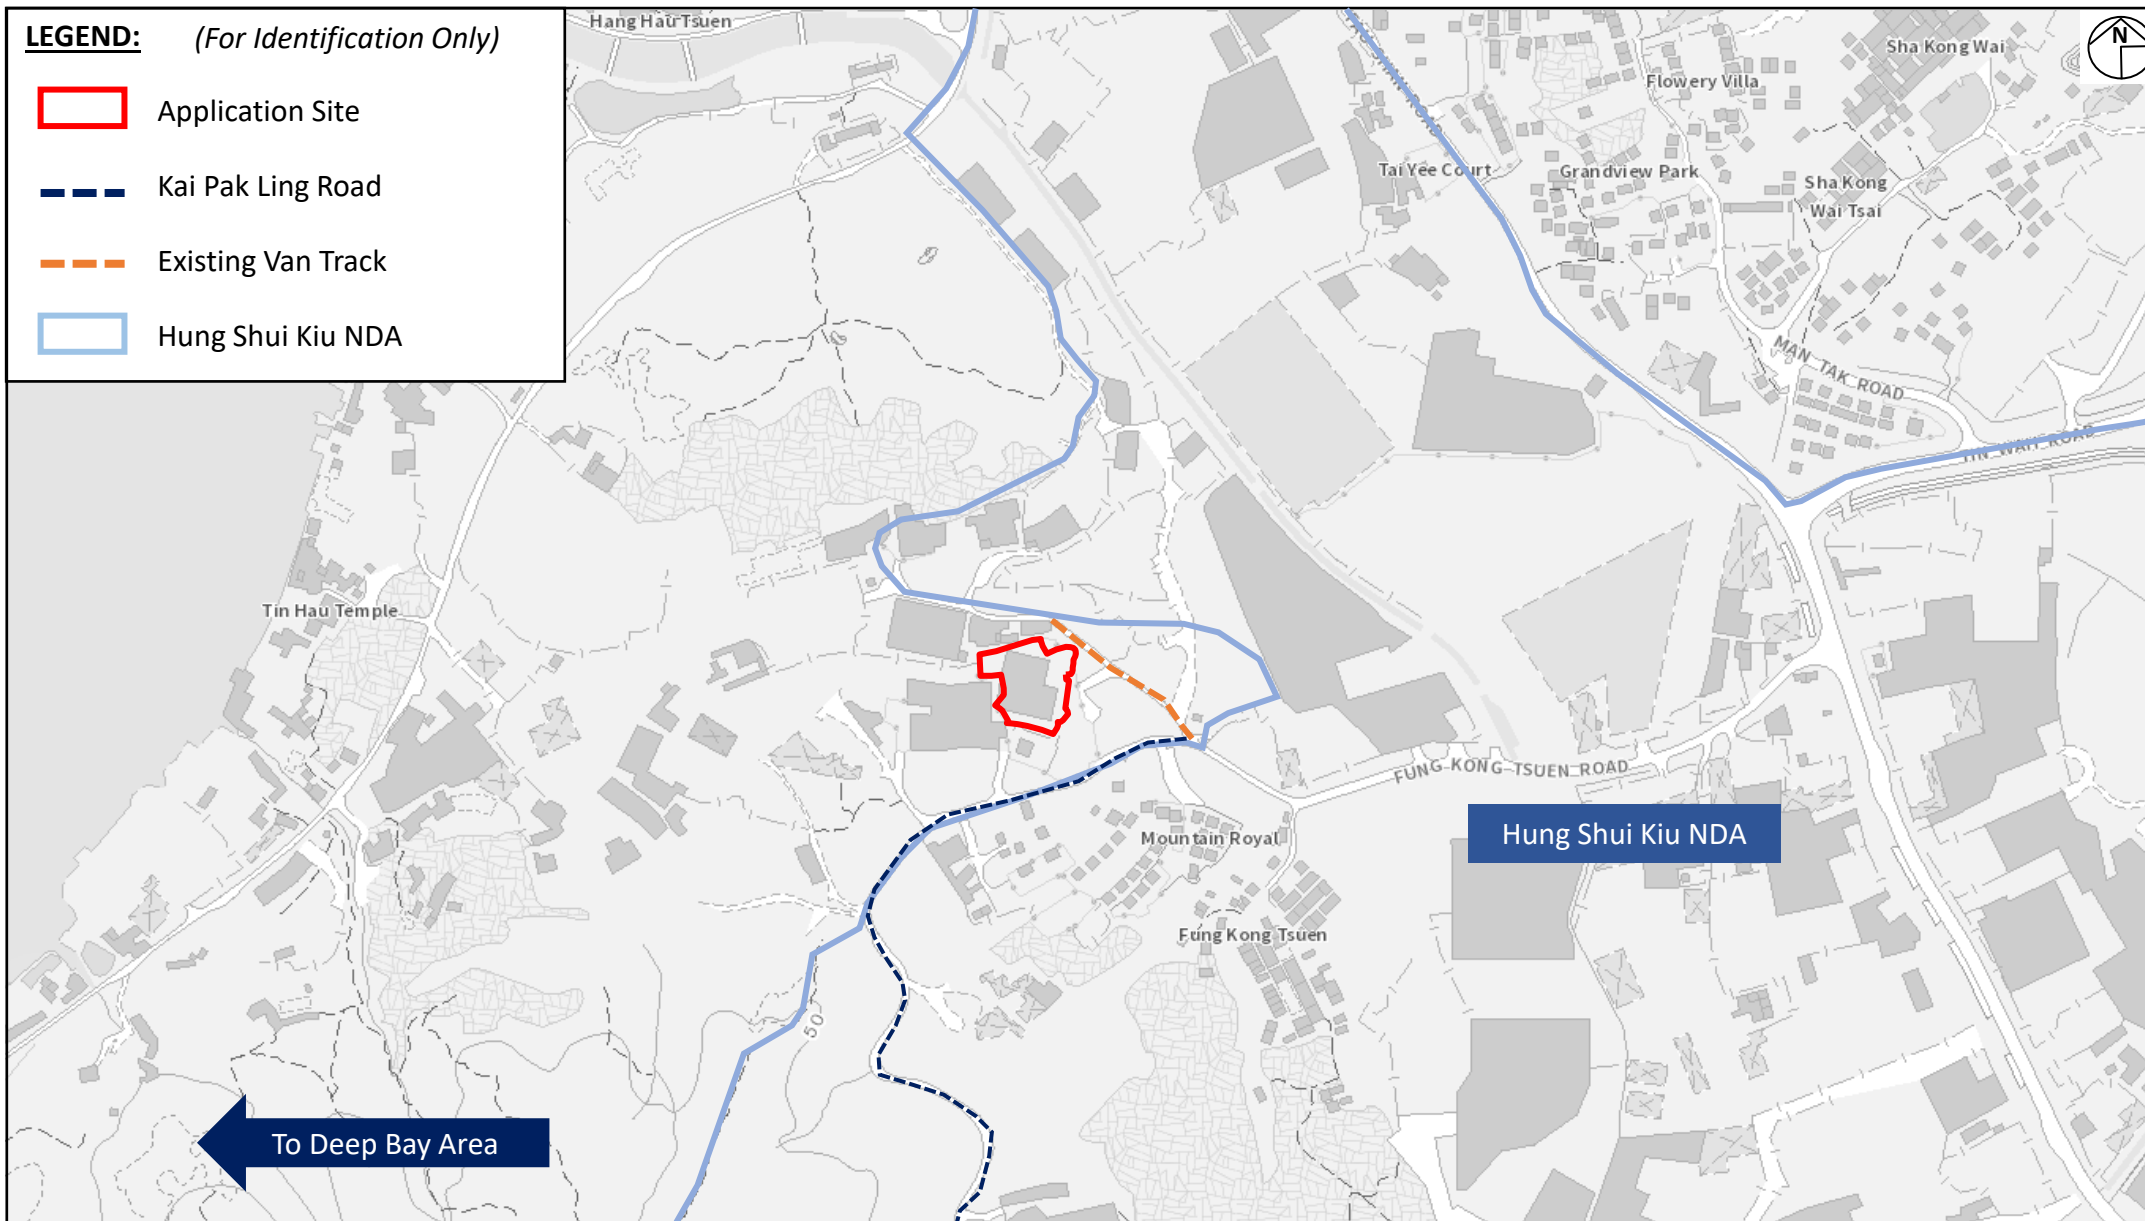 LEGEND:
(For Identification Only)
Application Site
Kai Pak Ling Road
Existing Van Track
Hung Shui Kiu NDA
Hang Hau Tsuen
N
Sha Kong Wai
Flowery Villa
Tai Yee Court
Grandview Park
Sha Kong
Wai Tsai
MAN TAK ROAD
TIN WAH ROAD
Tin Hau Temple
FUNG KONG TSUEN ROAD
Hung Shui Kiu NDA
Mountain Royal
Fung Kong Tsuen
50
To Deep Bay Area